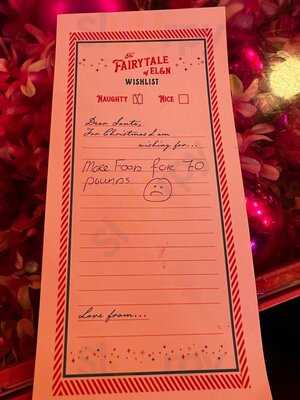 The
FAIRYTALE
of EL&N
WISHLIST
NAUGHTY ☒ NICE ☐
Dear Santa,
For Christmas I am
wishing for...
MORE FOOD FOR 70
POUNDS ☹
Love from...